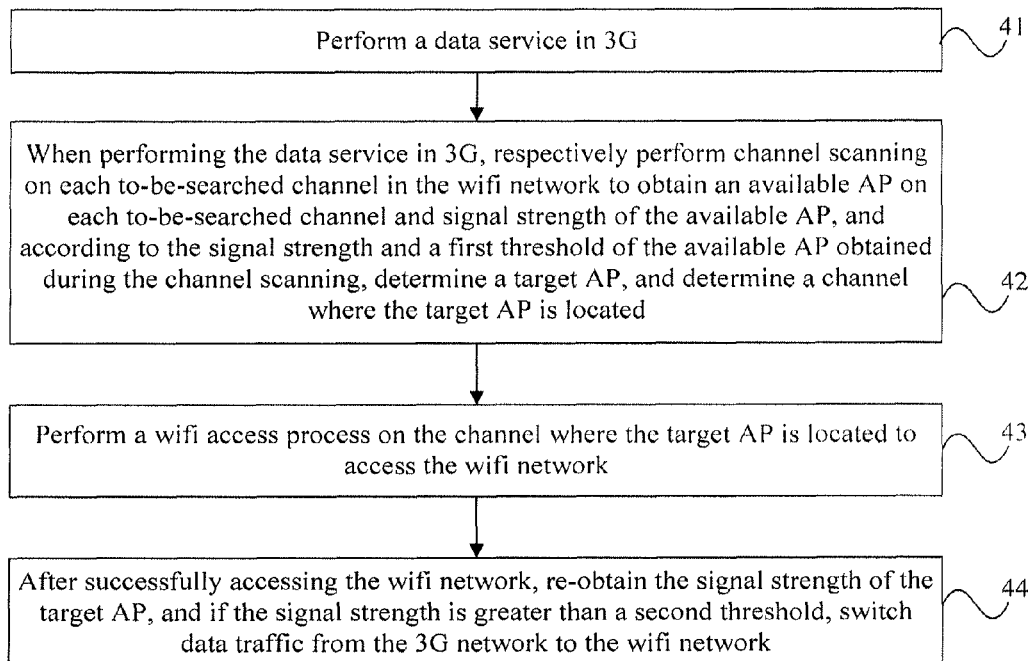 Perform a data service in 3G
41
When performing the data service in 3G, respectively perform channel scanning
on each to-be-searched channel in the wifi network to obtain an available AP on
each to-be-searched channel and signal strength of the available AP, and
according to the signal strength and a first threshold of the available AP obtained
during the channel scanning, determine a target AP, and determine a channel
where the target AP is located
42
Perform a wifi access process on the channel where the target AP is located to
access the wifi network
43
After successfully accessing the wifi network, re-obtain the signal strength of the
target AP, and if the signal strength is greater than a second threshold, switch
data traffic from the 3G network to the wifi network
44